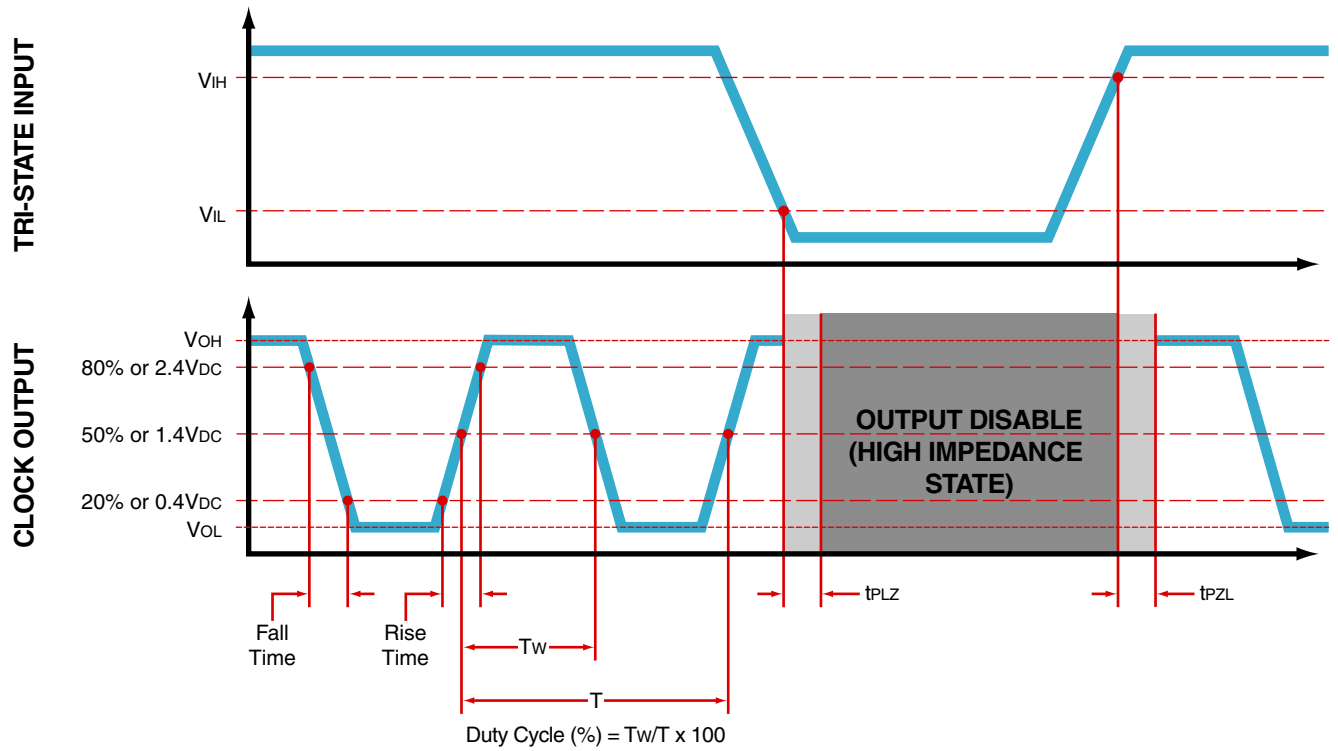 TRI-STATE INPUT
VIH
VIL
CLOCK OUTPUT
VOH
80% or 2.4VDC
50% or 1.4VDC
20% or 0.4VDC
VOL
OUTPUT DISABLE
(HIGH IMPEDANCE
STATE)
tPLZ
tPZL
Fall
Time
Rise
Time
TW
T
Duty Cycle (%) = TW/T x 100